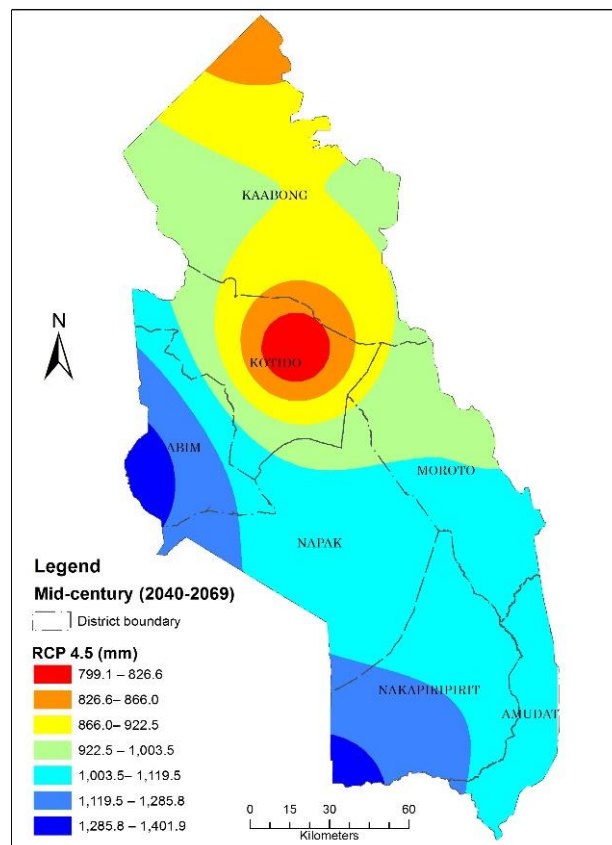 KAABONG
N
KOTIDO
ABIM
MOROTO
NAPAK
NAKAPIRIPIRIT
AMUDAT
Legend
Mid-century (2040-2069)
District boundary
RCP 4.5 (mm)
799.1 – 826.6
826.6– 866.0
866.0– 922.5
922.5 – 1,003.5
1,003.5– 1,119.5
1,119.5 – 1,285.8
1,285.8 – 1,401.9
0 15 30 60
Kilometers